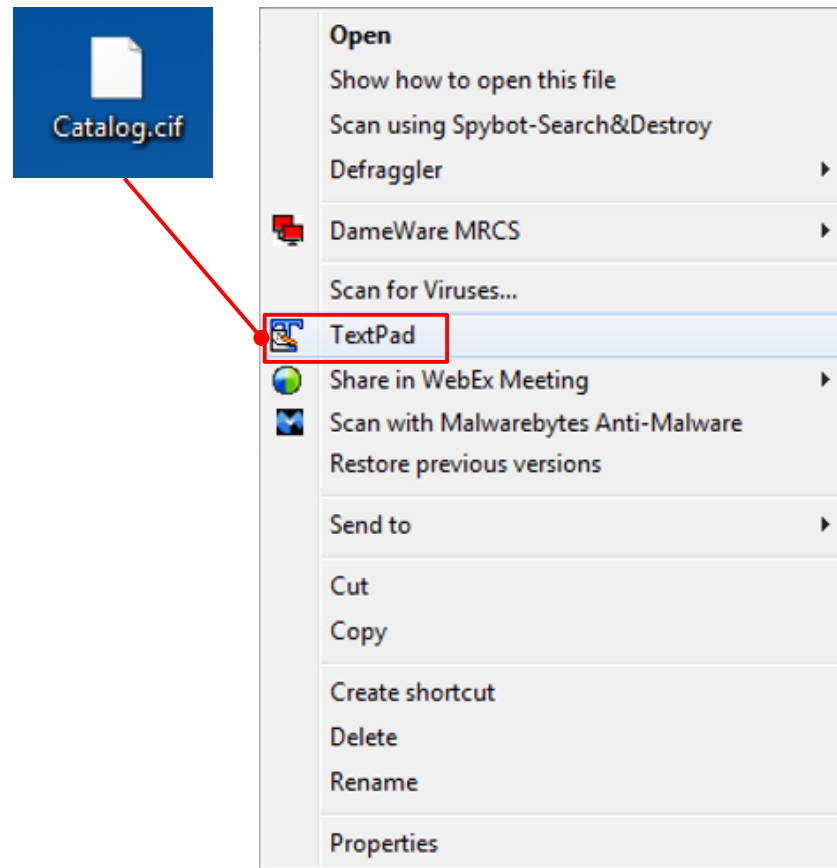 Catalog.cif
Open
Show how to open this file
Scan using Spybot-Search&Destroy
Defraggler
DameWare MRCS
Scan for Viruses...
TextPad
Share in WebEx Meeting
Scan with Malwarebytes Anti-Malware
Restore previous versions
Send to
Cut
Copy
Create shortcut
Delete
Rename
Properties